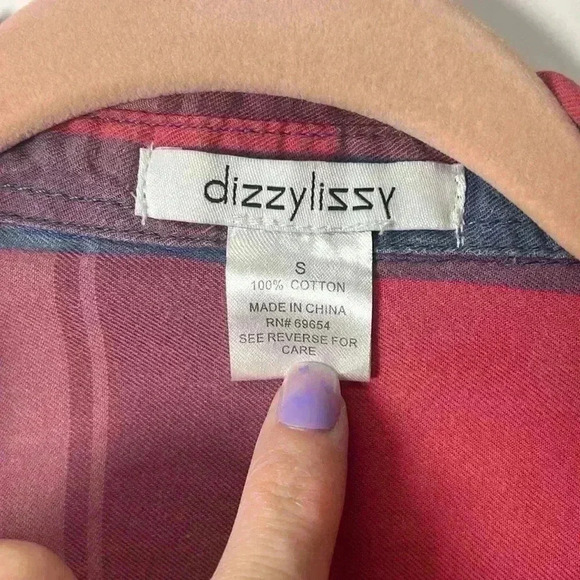 dizzylissy
S
100% COTTON
MADE IN CHINA
RN# 69654
SEE REVERSE FOR
CARE